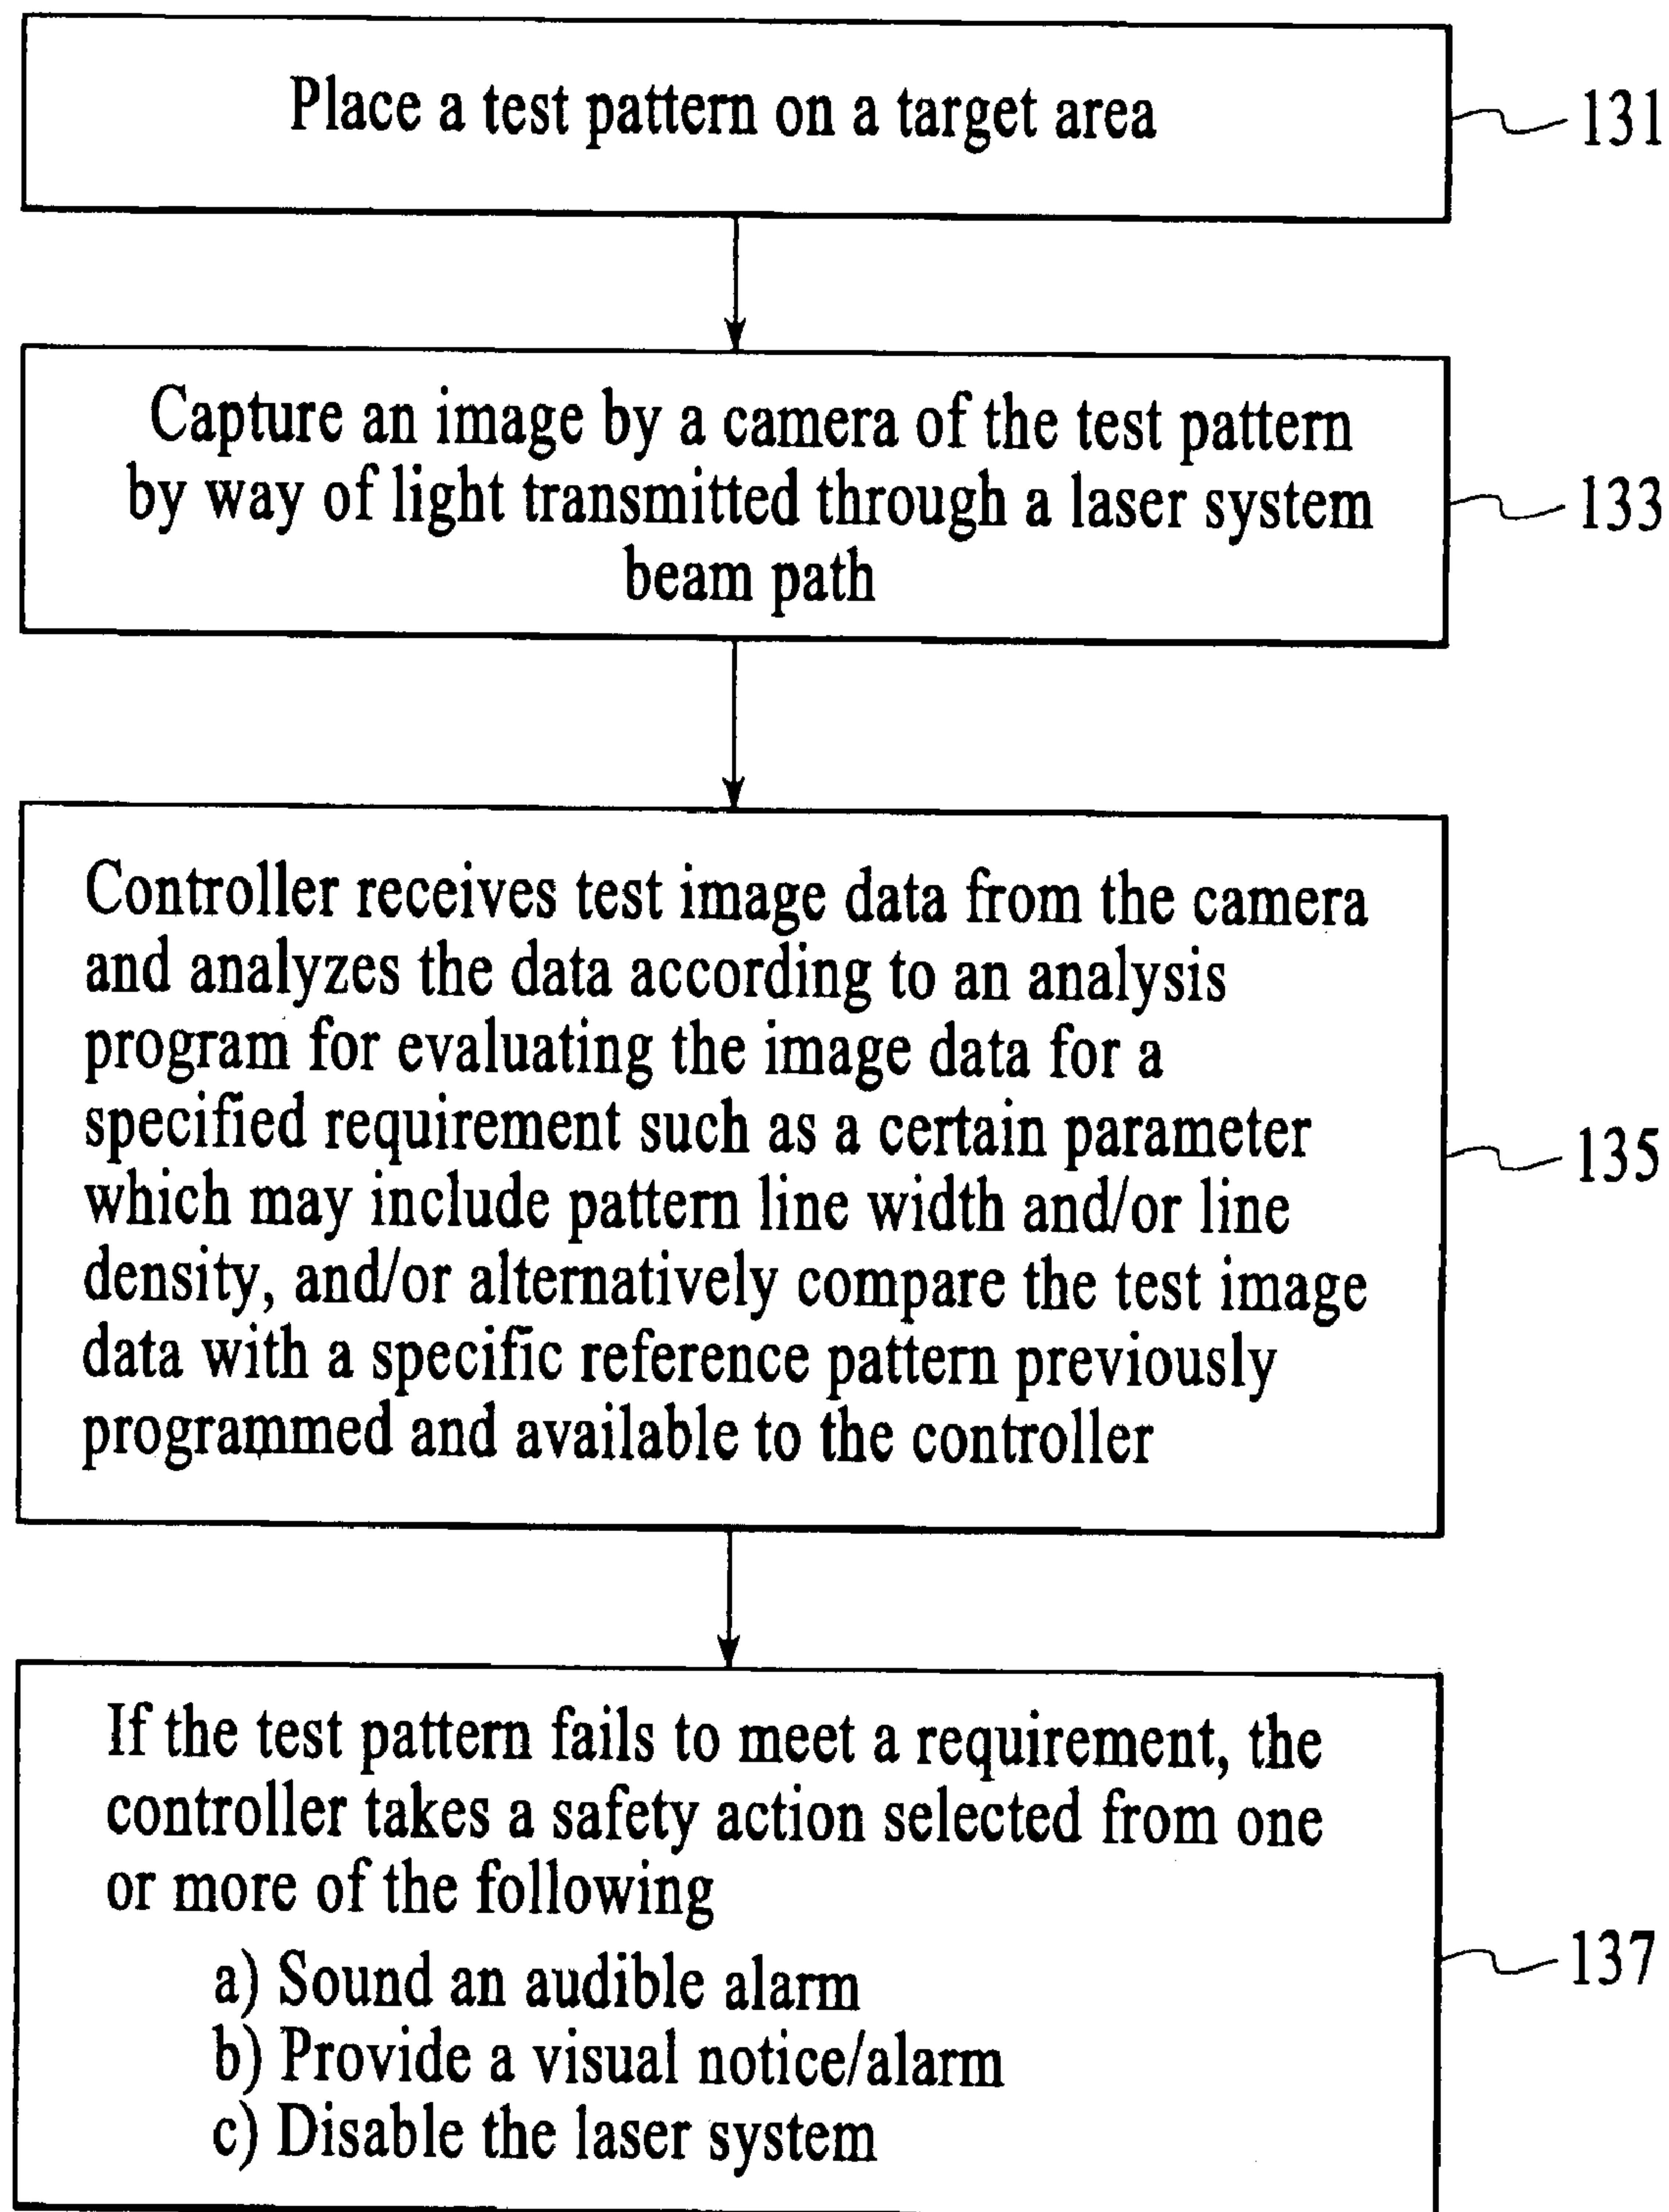 Place a test pattern on a target area
131
Capture an image by a camera of the test pattern
by way of light transmitted through a laser system
beam path
133
Controller receives test image data from the camera
and analyzes the data according to an analysis
program for evaluating the image data for a
specified requirement such as a certain parameter
which may include pattern line width and/or line
density, and/or alternatively compare the test image
data with a specific reference pattern previously
programmed and available to the controller
135
If the test pattern fails to meet a requirement, the
controller takes a safety action selected from one
or more of the following
a) Sound an audible alarm
b) Provide a visual notice/alarm
c) Disable the laser system
137